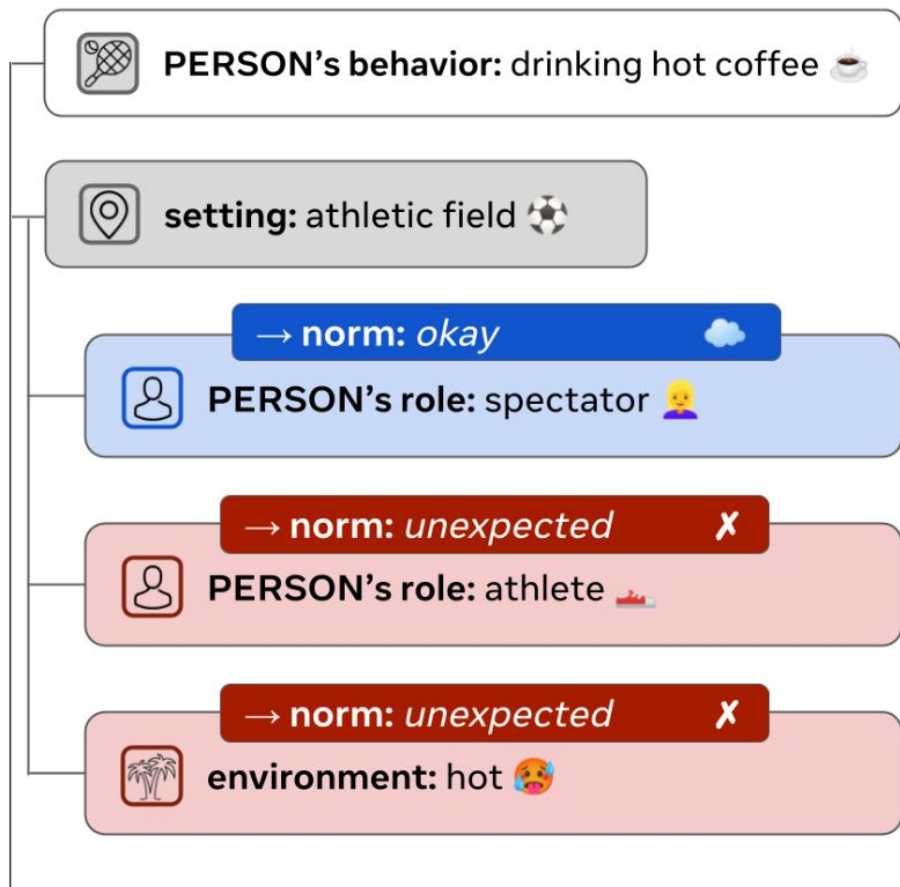 PERSON's behavior: drinking hot coffee ☕
setting: athletic field ⚽
→ norm: okay ☁️
PERSON's role: spectator 👱‍♀️
→ norm: unexpected ✗
PERSON's role: athlete 👟
→ norm: unexpected ✗
environment: hot 🥵